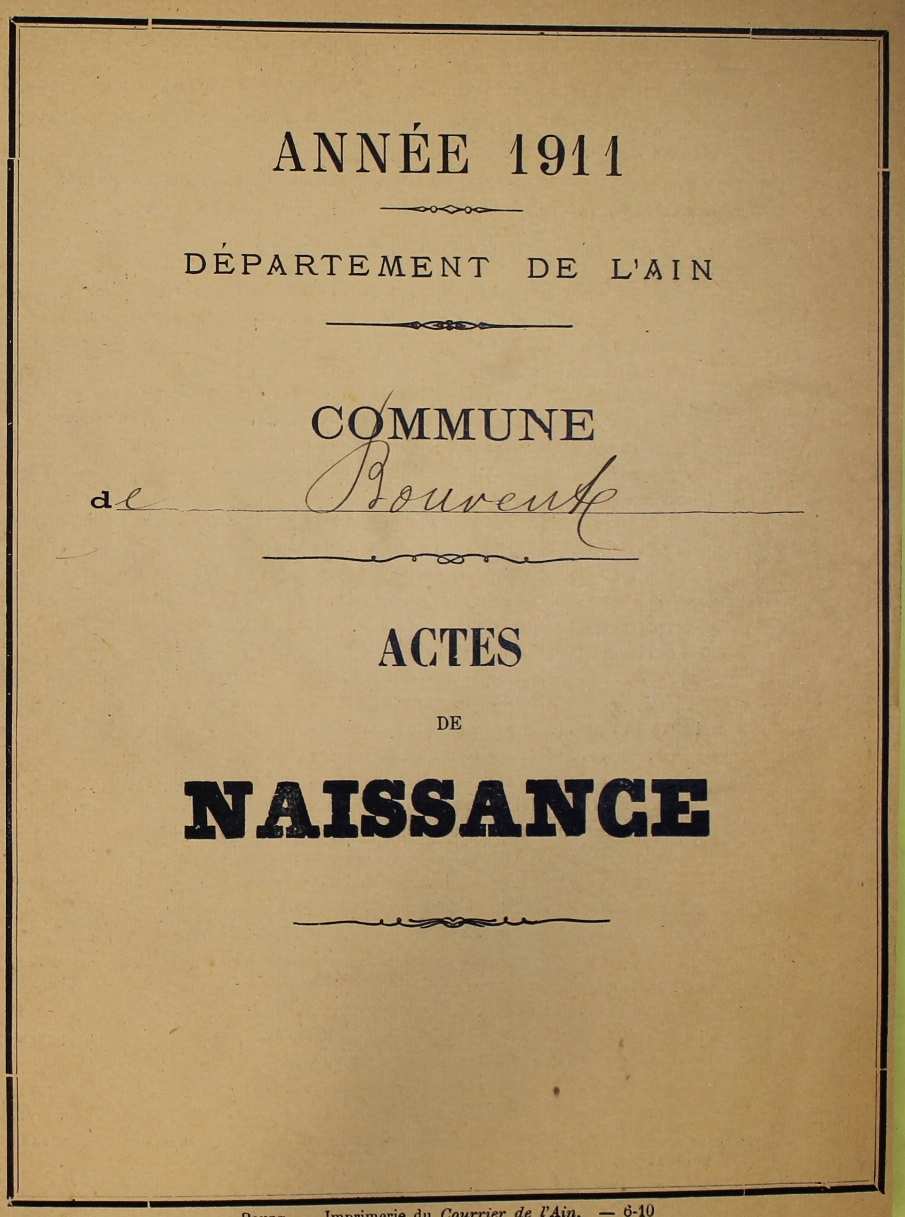 ANNÉE 1911
DÉPARTEMENT DE L'AIN
COMMUNE
de Bouvent
ACTES
DE
NAISSANCE
Imprimerie du Courrier de l'Ain. — 6-10